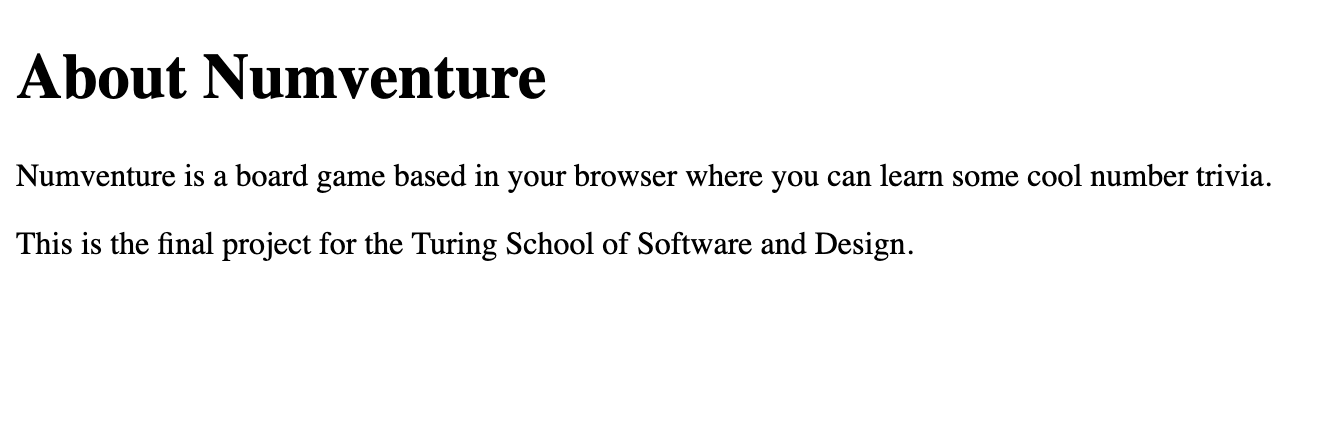 About Numventure
Numventure is a board game based in your browser where you can learn some cool number trivia.
This is the final project for the Turing School of Software and Design.